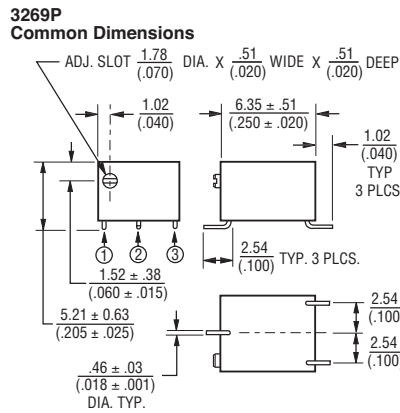 3269P
Common Dimensions
ADJ. SLOT 1.78 DIA. X .51 WIDE X .51 DEEP
(.070) (.020) (.020)
1.02
(.040)
6.35 ± .51
(.250 ± .020)
1.02
(.040)
TYP
3 PLCS
1 2 3
2.54 TYP. 3 PLCS.
(.100)
1.52 ± .38
(.060 ± .015)
5.21 ± 0.63
(.205 ± .025)
.46 ± .03
(.018 ± .001)
DIA. TYP.
2.54
(.100
2.54
(.100